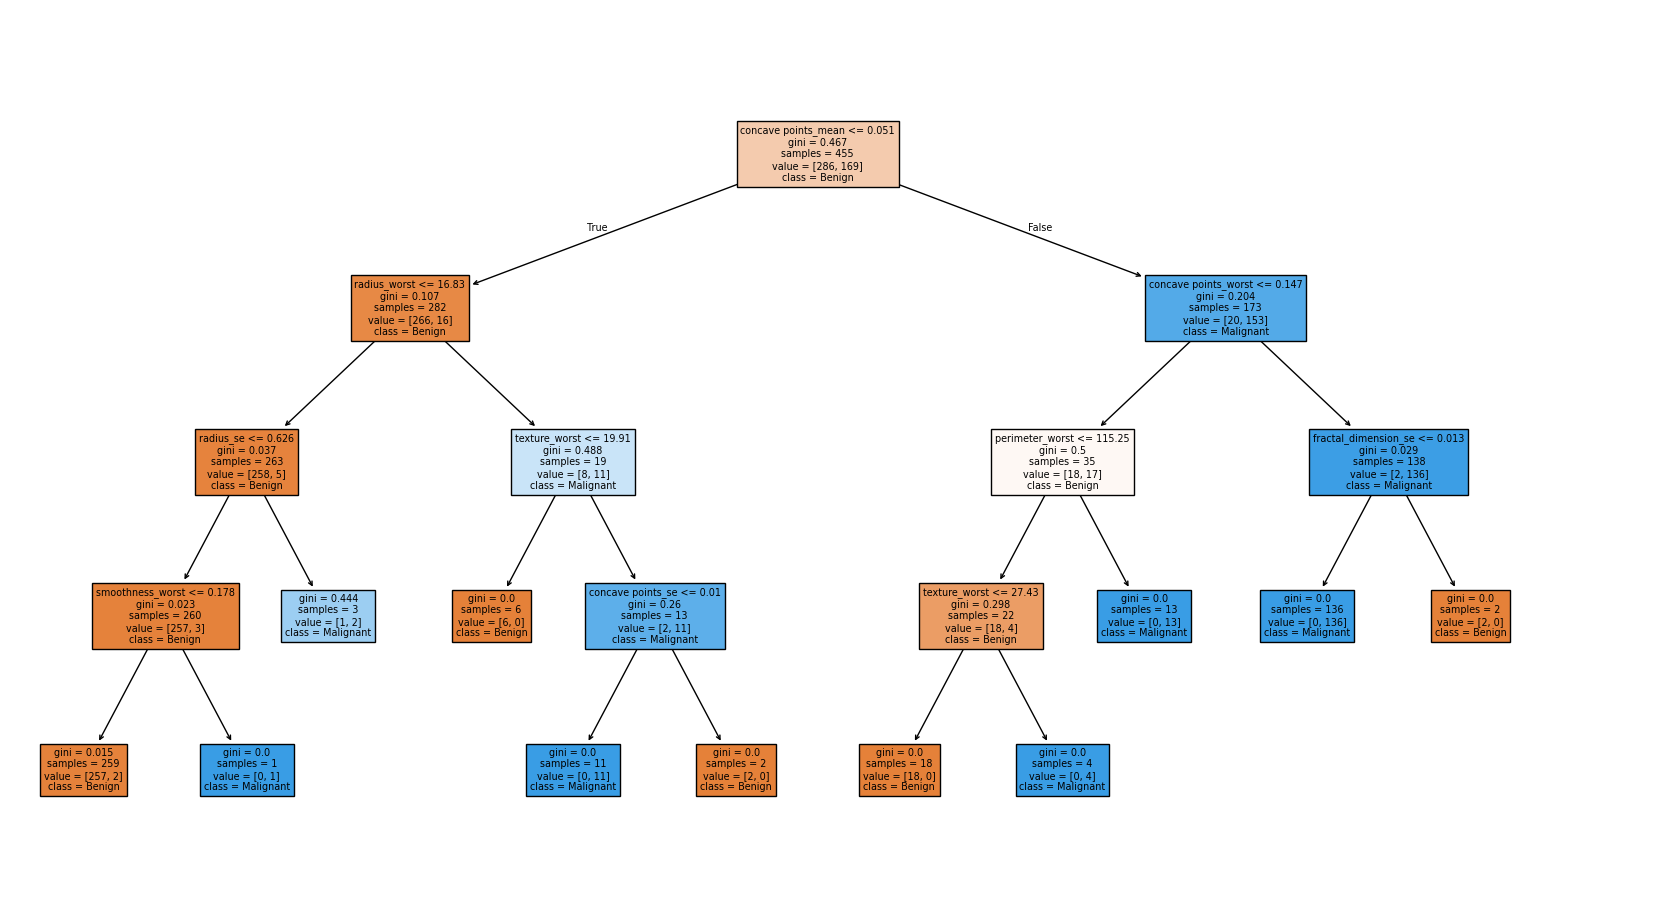 concave points_mean <= 0.051
gini = 0.467
samples = 455
value = [286, 169]
class = Benign
True
False
radius_worst <= 16.83
gini = 0.107
samples = 282
value = [266, 16]
class = Benign
concave points_worst <= 0.147
gini = 0.204
samples = 173
value = [20, 153]
class = Malignant
radius_se <= 0.626
gini = 0.037
samples = 263
value = [258, 5]
class = Benign
texture_worst <= 19.91
gini = 0.488
samples = 19
value = [8, 11]
class = Malignant
perimeter_worst <= 115.25
gini = 0.5
samples = 35
value = [18, 17]
class = Benign
fractal_dimension_se <= 0.013
gini = 0.029
samples = 138
value = [2, 136]
class = Malignant
smoothness_worst <= 0.178
gini = 0.023
samples = 260
value = [257, 3]
class = Benign
gini = 0.444
samples = 3
value = [1, 2]
class = Malignant
gini = 0.0
samples = 6
value = [6, 0]
class = Benign
concave points_se <= 0.01
gini = 0.26
samples = 13
value = [2, 11]
class = Malignant
texture_worst <= 27.43
gini = 0.298
samples = 22
value = [18, 4]
class = Benign
gini = 0.0
samples = 13
value = [0, 13]
class = Malignant
gini = 0.0
samples = 136
value = [0, 136]
class = Malignant
gini = 0.0
samples = 2
value = [2, 0]
class = Benign
gini = 0.015
samples = 259
value = [257, 2]
class = Benign
gini = 0.0
samples = 1
value = [0, 1]
class = Malignant
gini = 0.0
samples = 11
value = [0, 11]
class = Malignant
gini = 0.0
samples = 2
value = [2, 0]
class = Benign
gini = 0.0
samples = 18
value = [18, 0]
class = Benign
gini = 0.0
samples = 4
value = [0, 4]
class = Malignant